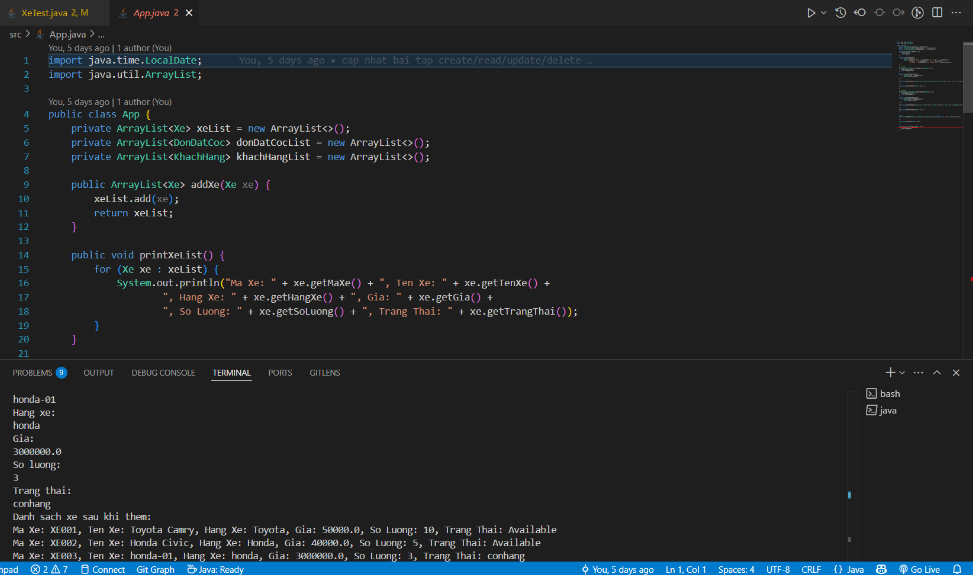 XeTest.java 2, M
App.java 2
src > App.java > ...
You, 5 days ago | 1 author (You)
1 import java.time.LocalDate; You, 5 days ago • cap nhat bai tap create/read/update/delete …
2 import java.util.ArrayList;
3
You, 5 days ago | 1 author (You)
4 public class App {
5 private ArrayList<Xe> xeList = new ArrayList<>();
6 private ArrayList<DonDatCoc> donDatCocList = new ArrayList<>();
7 private ArrayList<KhachHang> khachHangList = new ArrayList<>();
8
9 public ArrayList<Xe> addXe(Xe xe) {
10 xeList.add(xe);
11 return xeList;
12 }
13
14 public void printXeList() {
15 for (Xe xe : xeList) {
16 System.out.println("Ma Xe: " + xe.getMaXe() + ", Ten Xe: " + xe.getTenXe() +
17 ", Hang Xe: " + xe.getHangXe() + ", Gia: " + xe.getGia() +
18 ", So Luong: " + xe.getSoLuong() + ", Trang Thai: " + xe.getTrangThai());
19 }
20 }
21
PROBLEMS 9 OUTPUT DEBUG CONSOLE TERMINAL PORTS GITLENS
bash
java
honda-01
Hang xe:
honda
Gia:
3000000.0
So luong:
3
Trang thai:
conhang
Danh sach xe sau khi them:
Ma Xe: XE001, Ten Xe: Toyota Camry, Hang Xe: Toyota, Gia: 50000.0, So Luong: 10, Trang Thai: Available
Ma Xe: XE002, Ten Xe: Honda Civic, Hang Xe: Honda, Gia: 40000.0, So Luong: 5, Trang Thai: Available
Ma Xe: XE003, Ten Xe: honda-01, Hang Xe: honda, Gia: 3000000.0, So Luong: 3, Trang Thai: conhang
npad 2 7 Connect Git Graph Java: Ready You, 5 days ago Ln 1, Col 1 Spaces: 4 UTF-8 CRLF {} Java Go Live